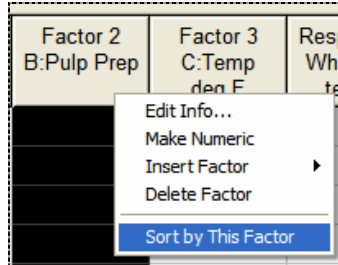 Factor 2
B:Pulp Prep
Factor 3
C:Temp
deg F
Edit Info...
Make Numeric
Insert Factor
Delete Factor
Sort by This Factor